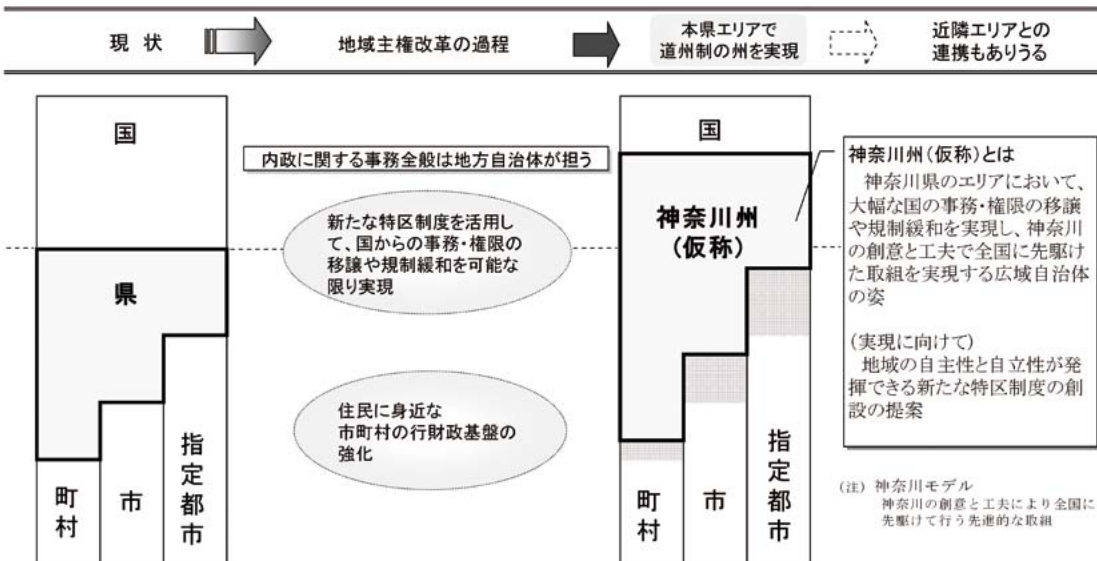 現状
地域主権改革の過程
本県エリアで
道州制の州を実現
近隣エリアとの
連携もありうる
国
県
町村
市
指定都市
内政に関する事務全般は地方自治体が担う
新たな特区制度を活用し
て、国からの事務・権限の
移譲や規制緩和を可能な
限り実現
住民に身近な
市町村の行財政基盤の
強化
国
神奈川州
(仮称)
町村
市
指定都市
神奈川州(仮称)とは
神奈川県のエリアにおいて、
大幅な国の事務・権限の移譲
や規制緩和を実現し、神奈川
の創意と工夫で全国に先駆け
た取組を実現する広域自治体
の姿
(実現に向けて)
地域の自主性と自立性が発
揮できる新たな特区制度の創
設の提案
(注) 神奈川モデル
神奈川の創意と工夫により全国に
先駆けて行う先進的な取組